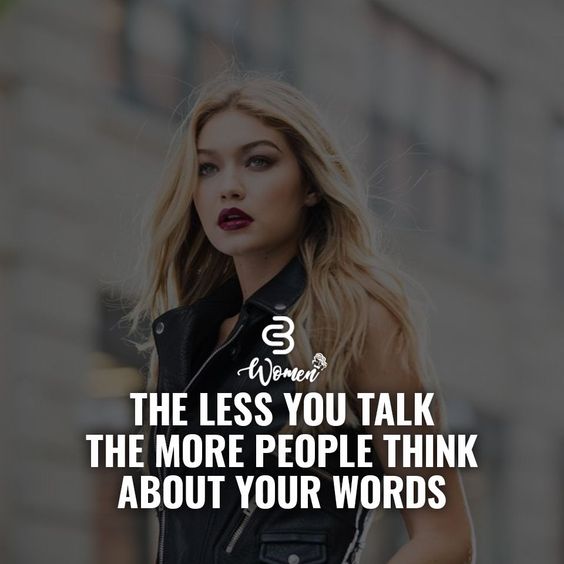 Women
THE LESS YOU TALK
THE MORE PEOPLE THINK
ABOUT YOUR WORDS